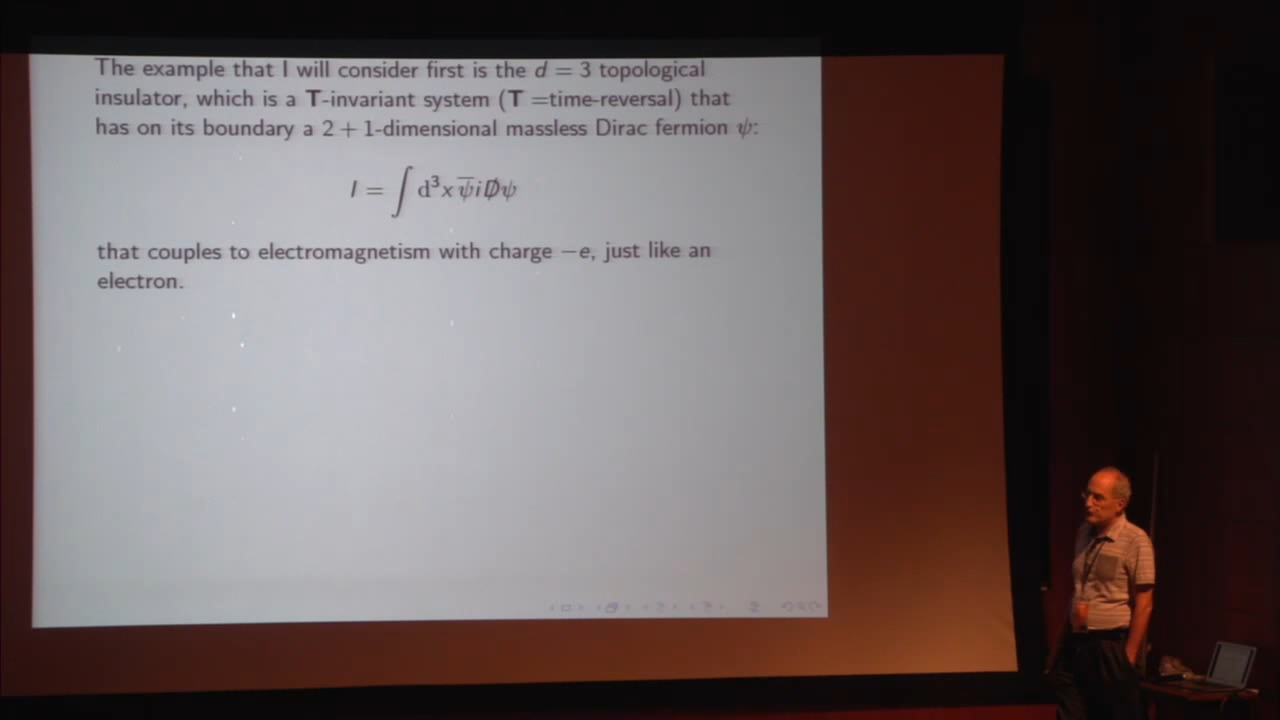 The example that I will consider first is the d = 3 topological
insulator, which is a T-invariant system (T =time-reversal) that
has on its boundary a 2 + 1-dimensional massless Dirac fermion ψ:
I = ∫ d³x ψ̄iD̸ψ
that couples to electromagnetism with charge −e, just like an
electron.